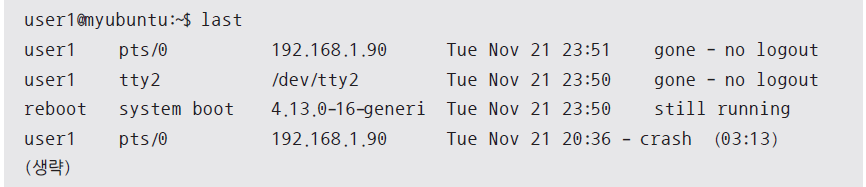 user1@myubuntu:~$ last
user1 pts/0 192.168.1.90 Tue Nov 21 23:51 gone - no logout
user1 tty2 /dev/tty2 Tue Nov 21 23:50 gone - no logout
reboot system boot 4.13.0-16-generi Tue Nov 21 23:50 still running
user1 pts/0 192.168.1.90 Tue Nov 21 20:36 - crash (03:13)
(생략)